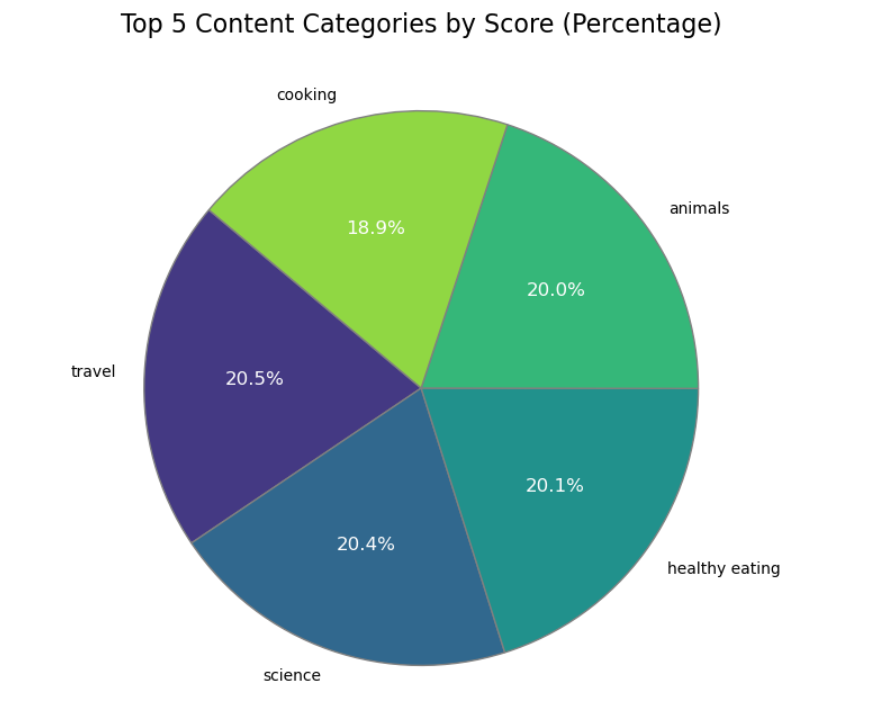 Top 5 Content Categories by Score (Percentage)
cooking
animals
18.9%
20.0%
travel
20.5%
20.1%
20.4%
healthy eating
science